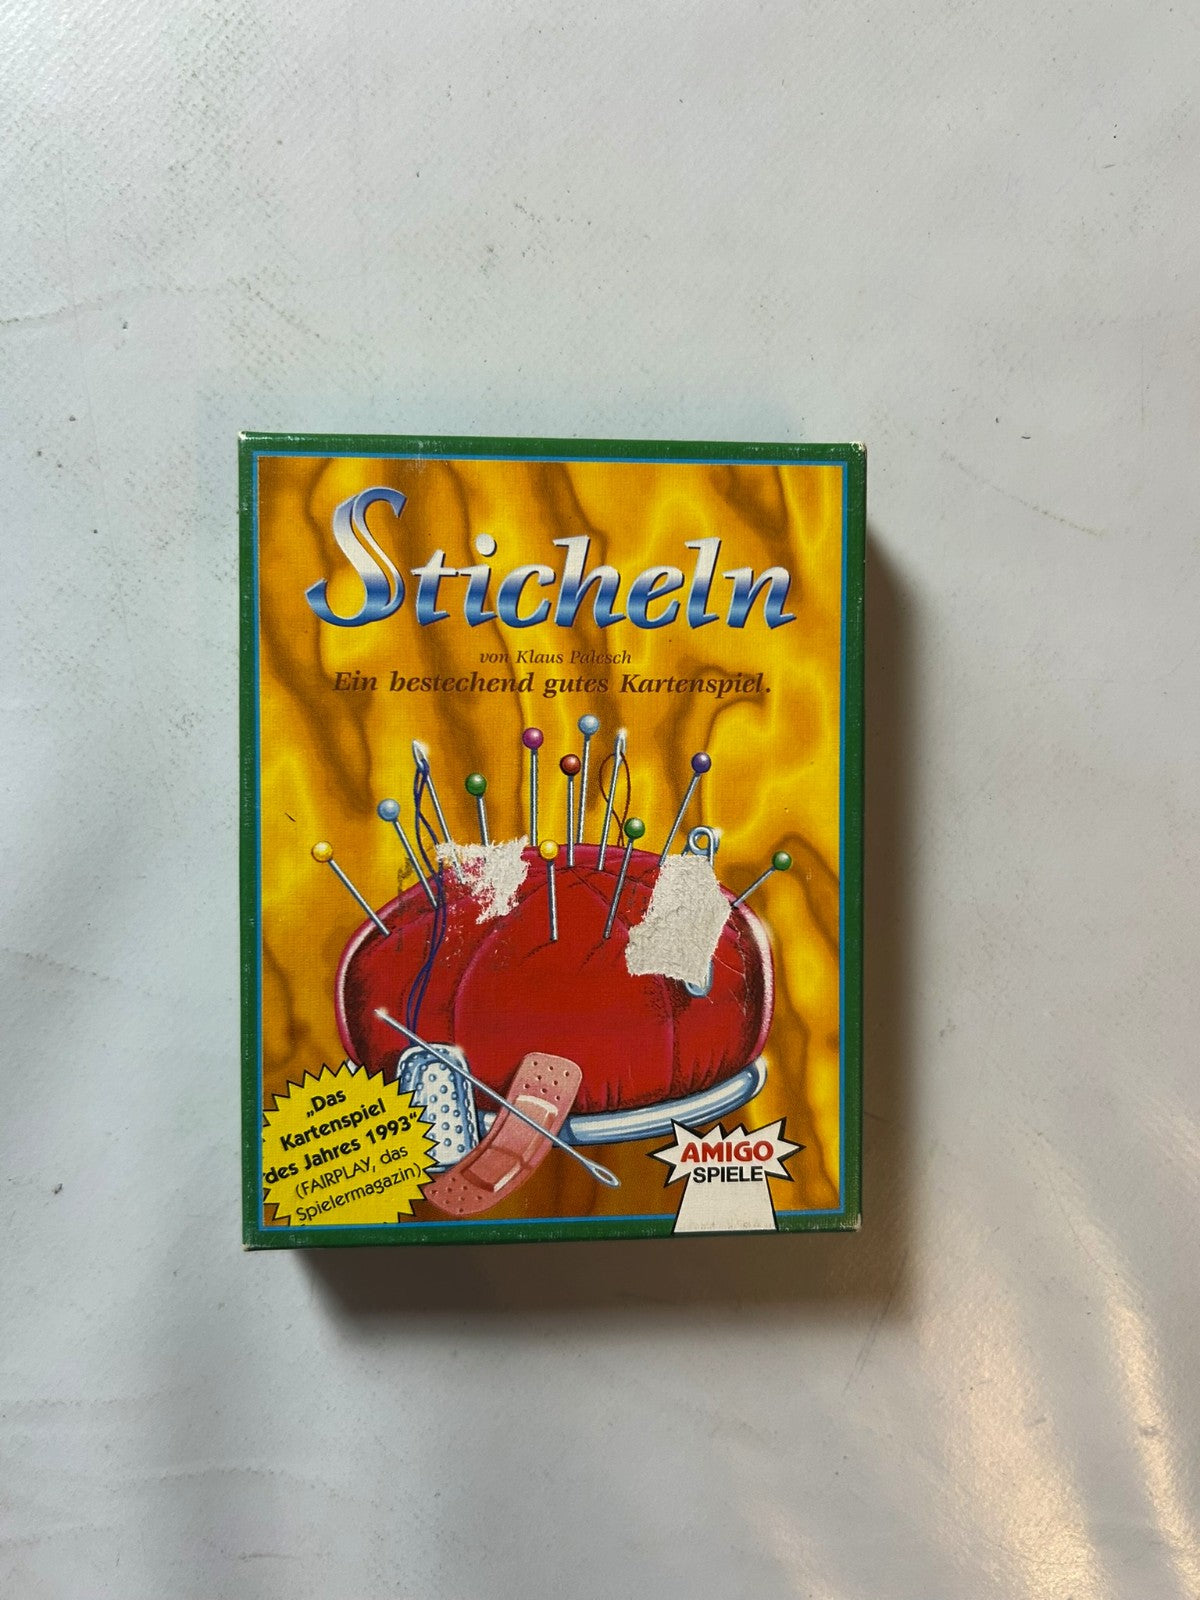 Sticheln
von Klaus Palesch
Ein bestechend gutes Kartenspiel.
„Das
Kartenspiel
des Jahres 1993“
(FAIRPLAY, das
Spielermagazin)
AMIGO
SPIELE